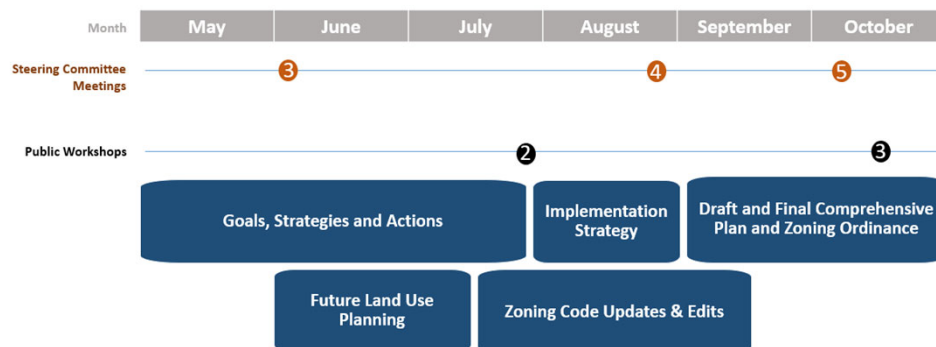 Month May June July August September October
Steering Committee
Meetings
3 4 5
Public Workshops
2 3
Goals, Strategies and Actions
Implementation
Strategy
Draft and Final Comprehensive
Plan and Zoning Ordinance
Future Land Use
Planning
Zoning Code Updates & Edits